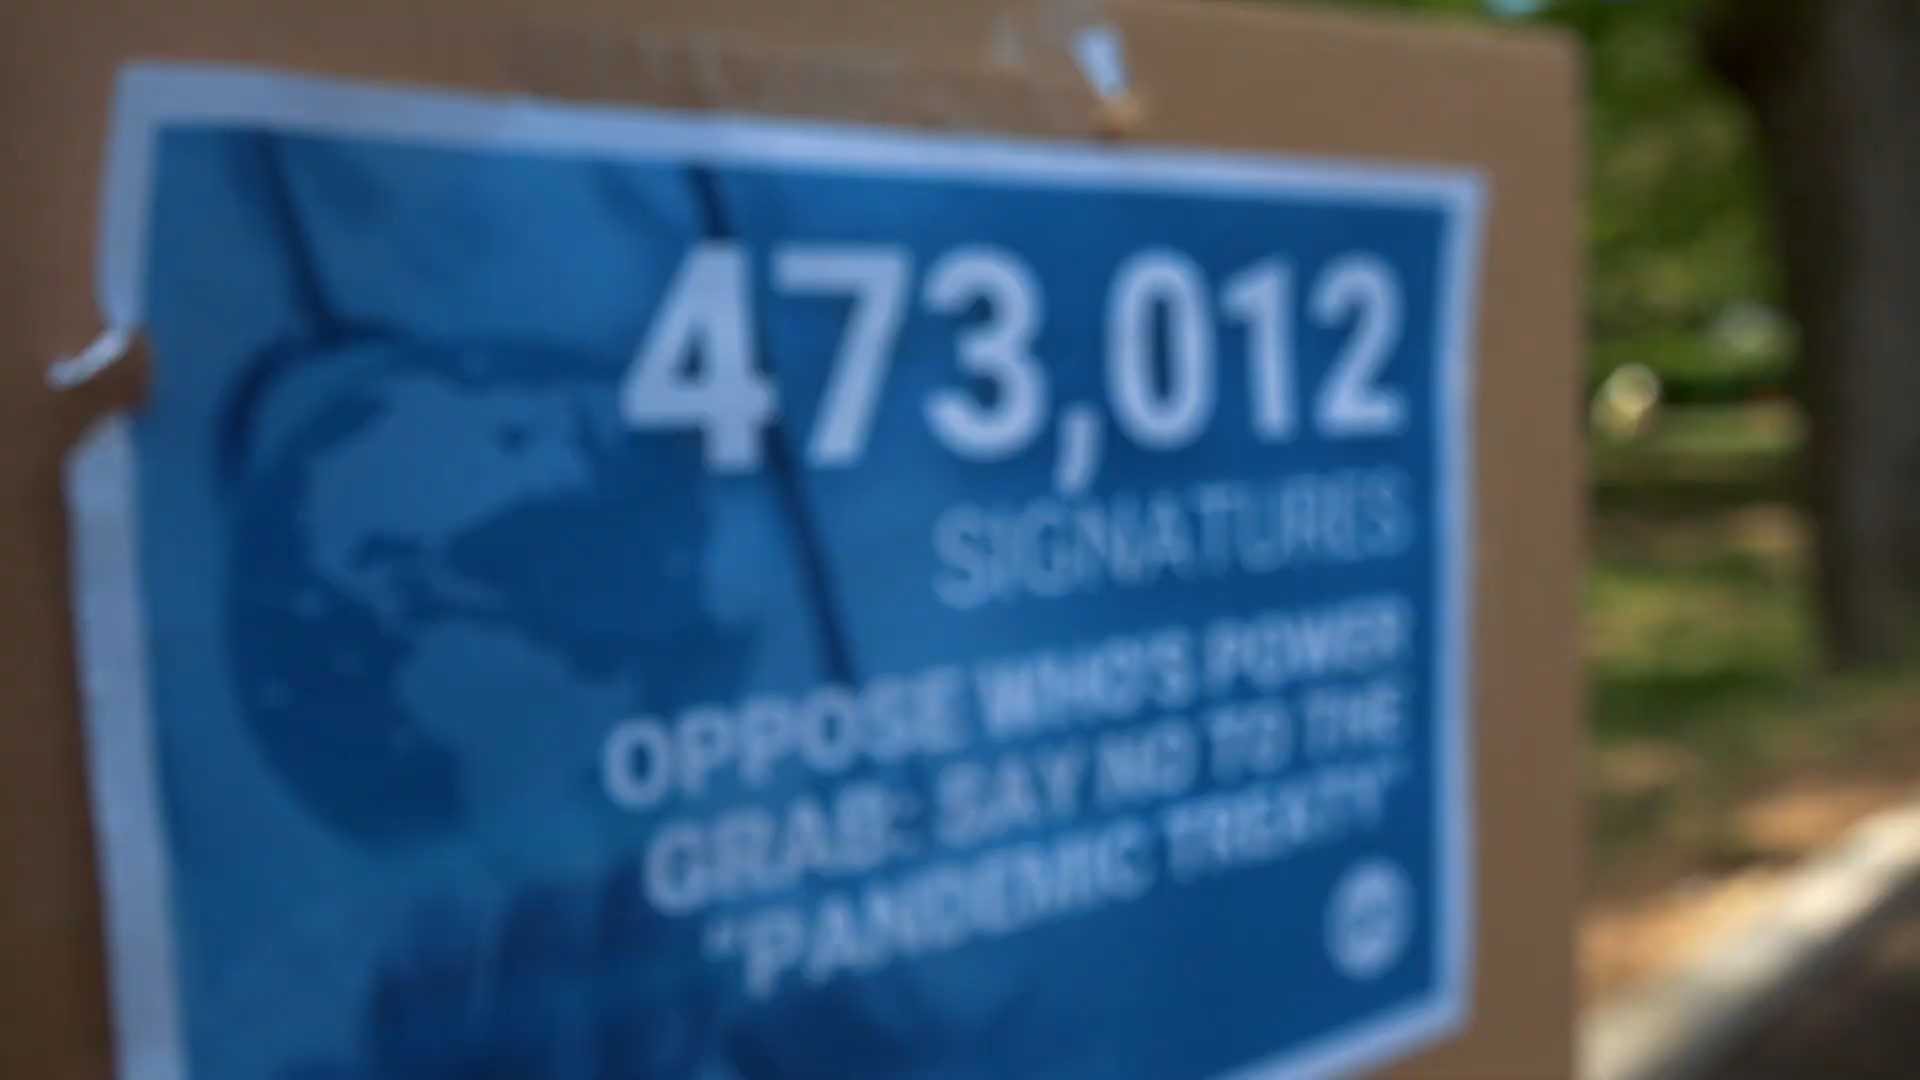 473,012
SIGNATURES
OPPOSE WHO'S POWER
GRAB: SAY NO TO THE
"PANDEMIC TREATY"